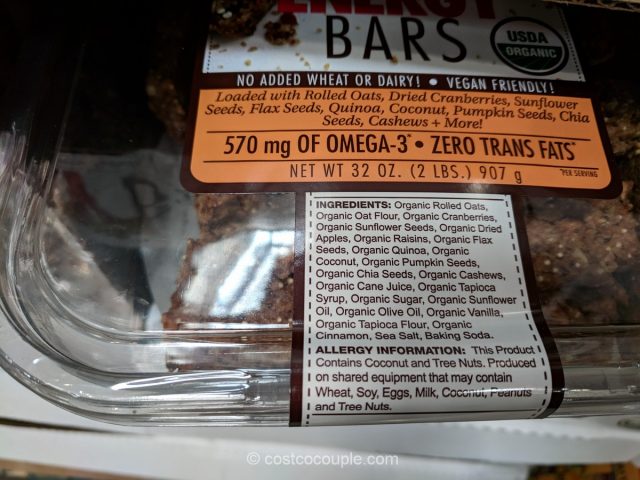 ENERGY
BARS
USDA
ORGANIC
NO ADDED WHEAT OR DAIRY! • VEGAN FRIENDLY!
Loaded with Rolled Oats, Dried Cranberries, Sunflower
Seeds, Flax Seeds, Quinoa, Coconut, Pumpkin Seeds, Chia
Seeds, Cashews + More!
570 mg OF OMEGA-3* • ZERO TRANS FATS*
NET WT 32 OZ. (2 LBS.) 907 g
*PER SERVING
INGREDIENTS: Organic Rolled Oats,
Organic Oat Flour, Organic Cranberries,
Organic Sunflower Seeds, Organic Dried
Apples, Organic Raisins, Organic Flax
Seeds, Organic Quinoa, Organic
Coconut, Organic Pumpkin Seeds,
Organic Chia Seeds, Organic Cashews,
Organic Cane Juice, Organic Tapioca
Syrup, Organic Sugar, Organic Sunflower
Oil, Organic Olive Oil, Organic Vanilla,
Organic Tapioca Flour, Organic
Cinnamon, Sea Salt, Baking Soda.
ALLERGY INFORMATION: This Product
Contains Coconut and Tree Nuts. Produced
on shared equipment that may contain
Wheat, Soy, Eggs, Milk, Coconut, Peanuts
and Tree Nuts.
© costcocouple.com